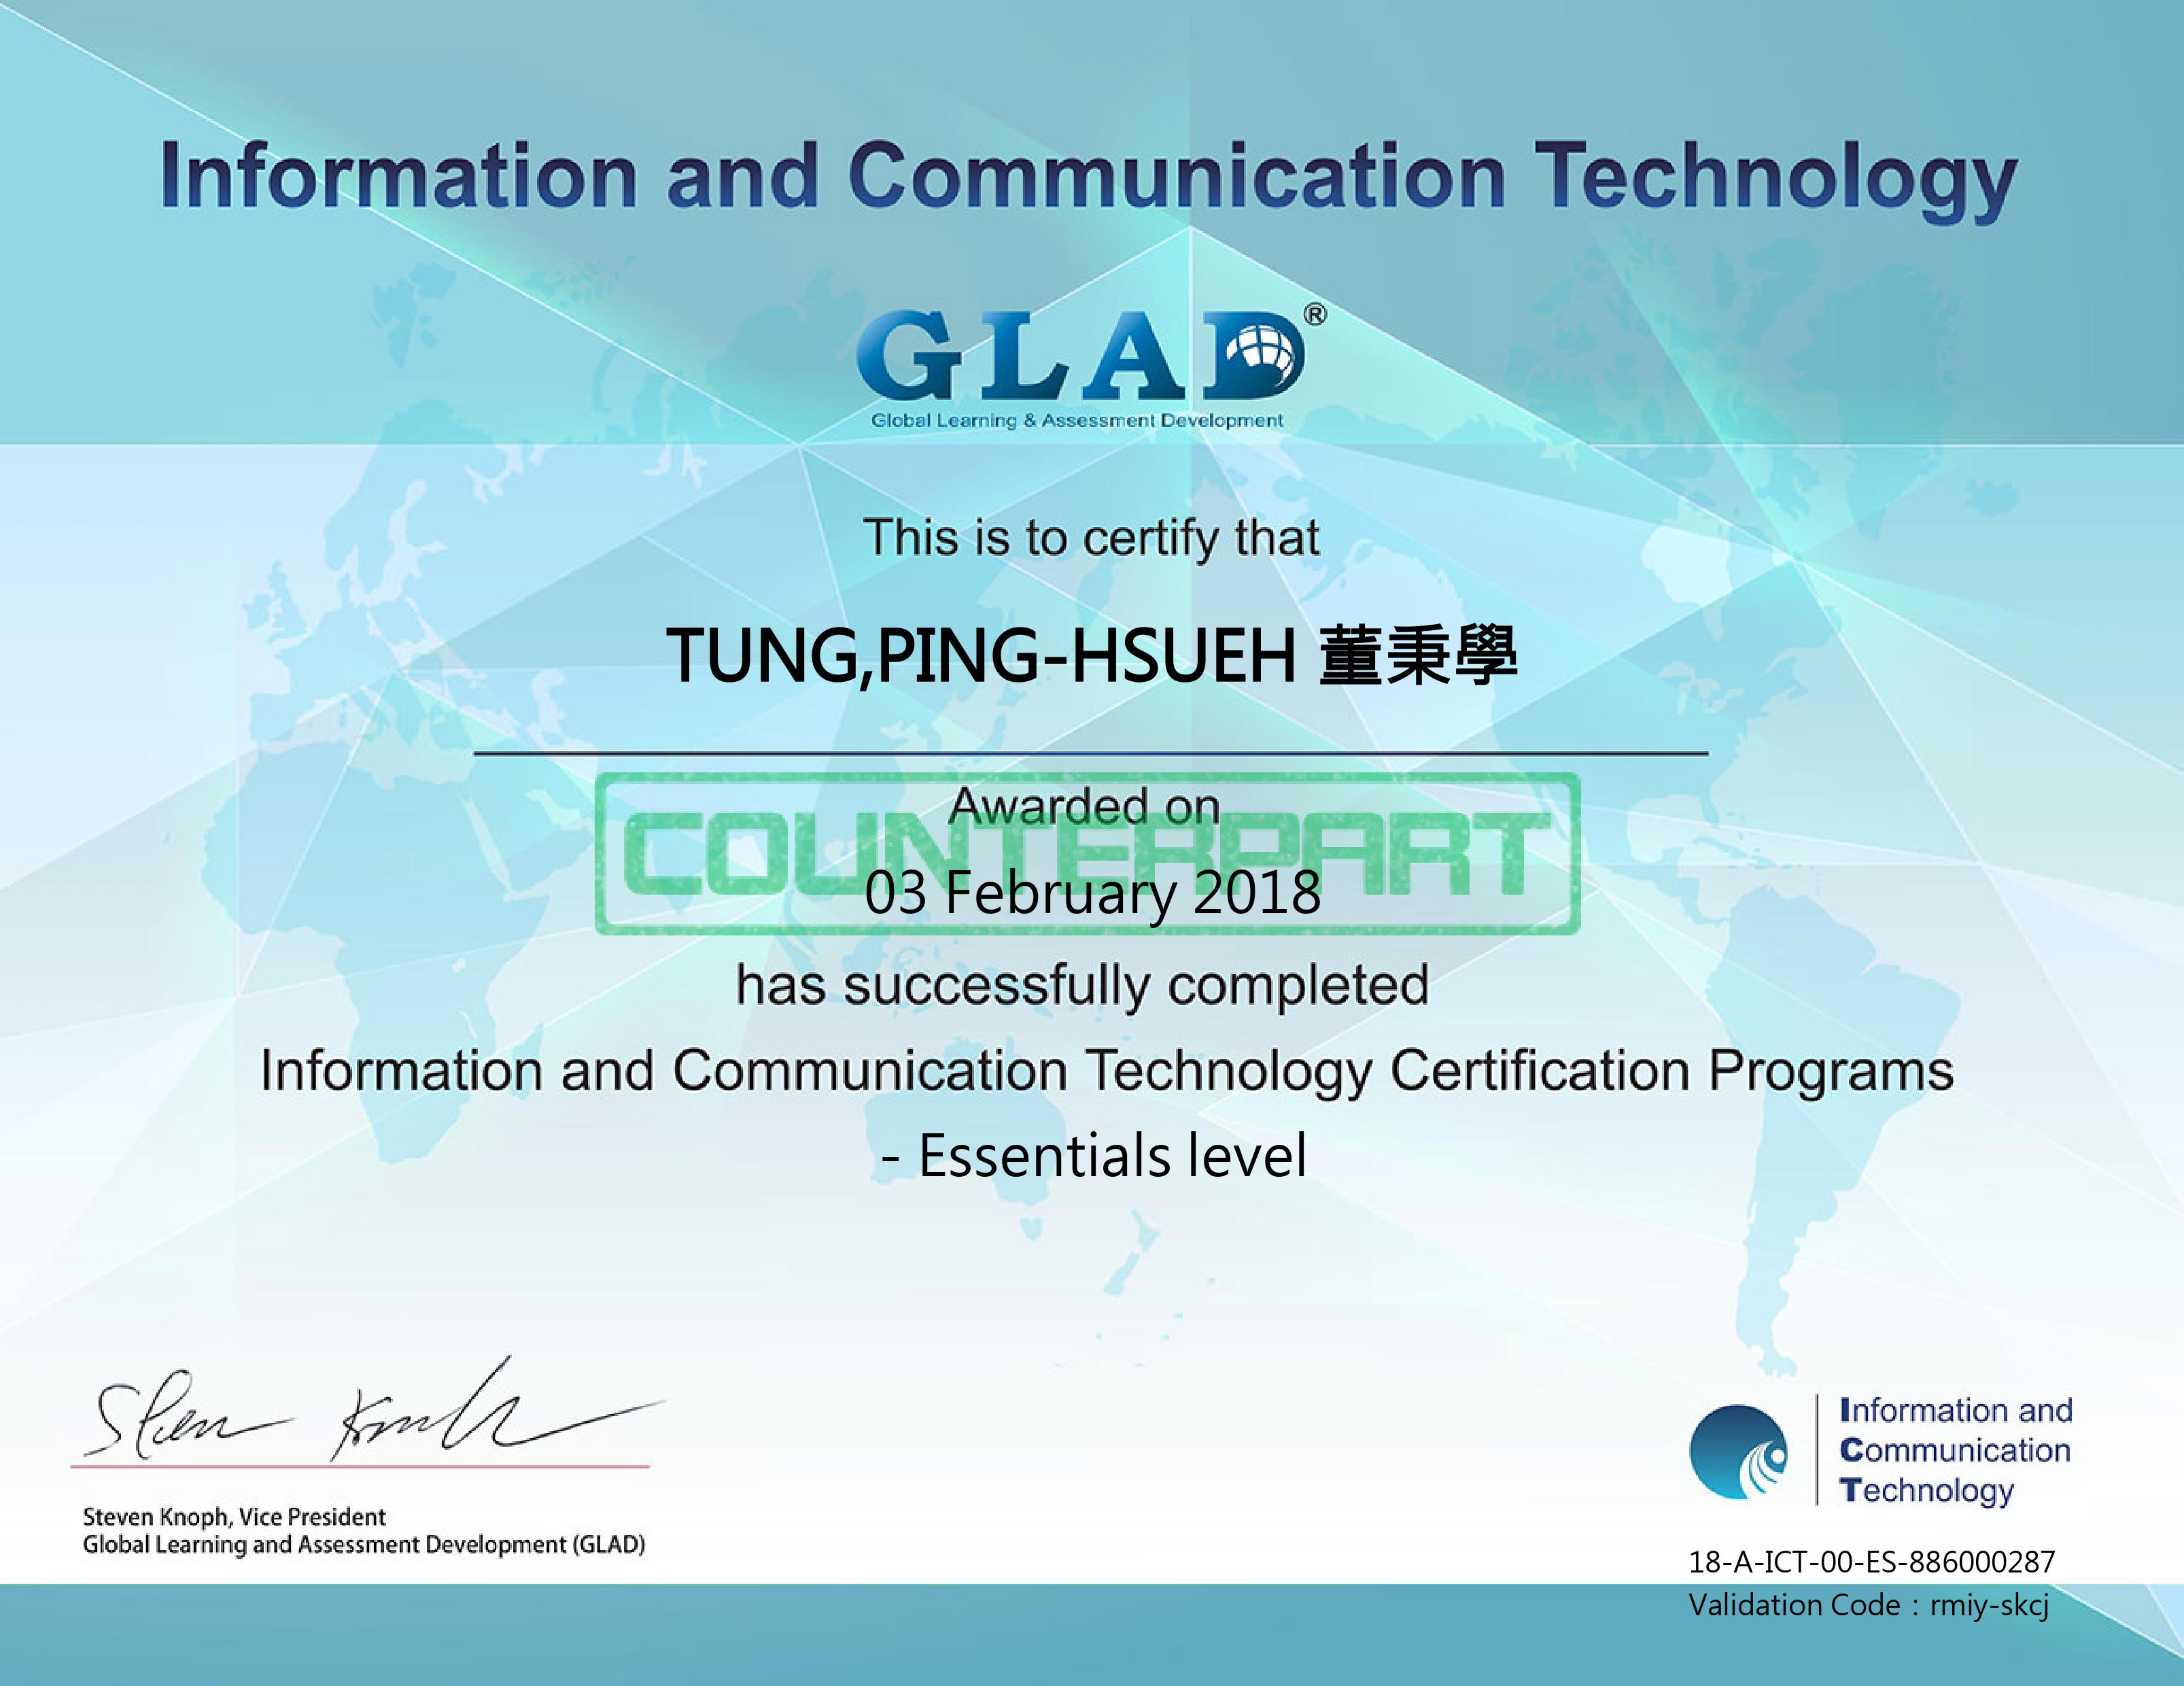 Information and Communication Technology
GLAD®
Global Learning & Assessment Development
This is to certify that
TUNG,PING-HSUEH 董秉學
COUNTERPART
Awarded on
03 February 2018
has successfully completed
Information and Communication Technology Certification Programs
- Essentials level
Steven Knoph, Vice President
Global Learning and Assessment Development (GLAD)
Information and
Communication
Technology
18-A-ICT-00-ES-886000287
Validation Code：rmiy-skcj